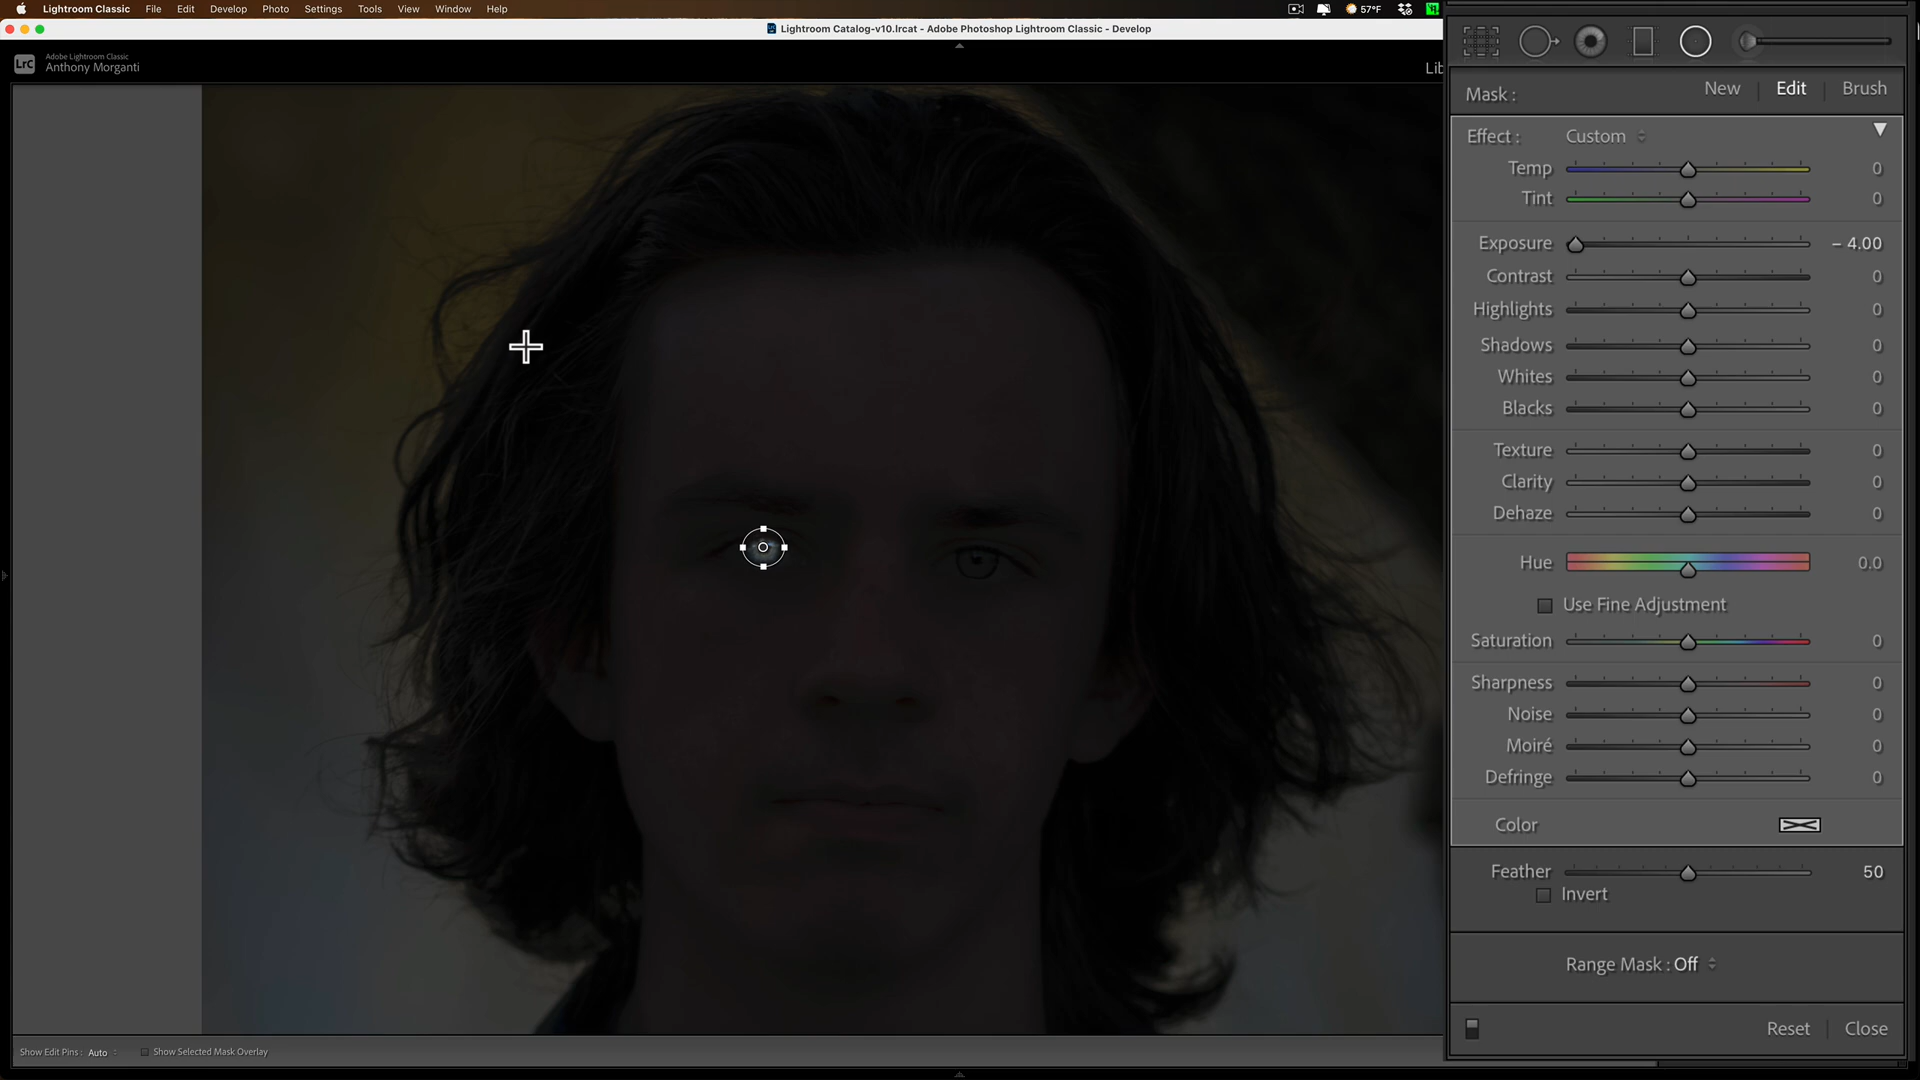 Lightroom Classic File Edit Develop Photo Settings Tools View Window Help 57°F
Lightroom Catalog-v10.lrcat - Adobe Photoshop Lightroom Classic - Develop
LrC Adobe Lightroom Classic
Anthony Morganti
Lib
Mask : New Edit Brush
Effect : Custom
Temp 0
Tint 0
Exposure – 4.00
Contrast 0
Highlights 0
Shadows 0
Whites 0
Blacks 0
Texture 0
Clarity 0
Dehaze 0
Hue 0.0
Use Fine Adjustment
Saturation 0
Sharpness 0
Noise 0
Moiré 0
Defringe 0
Color
Feather 50
Invert
Range Mask : Off
Reset Close
Show Edit Pins : Auto Show Selected Mask Overlay